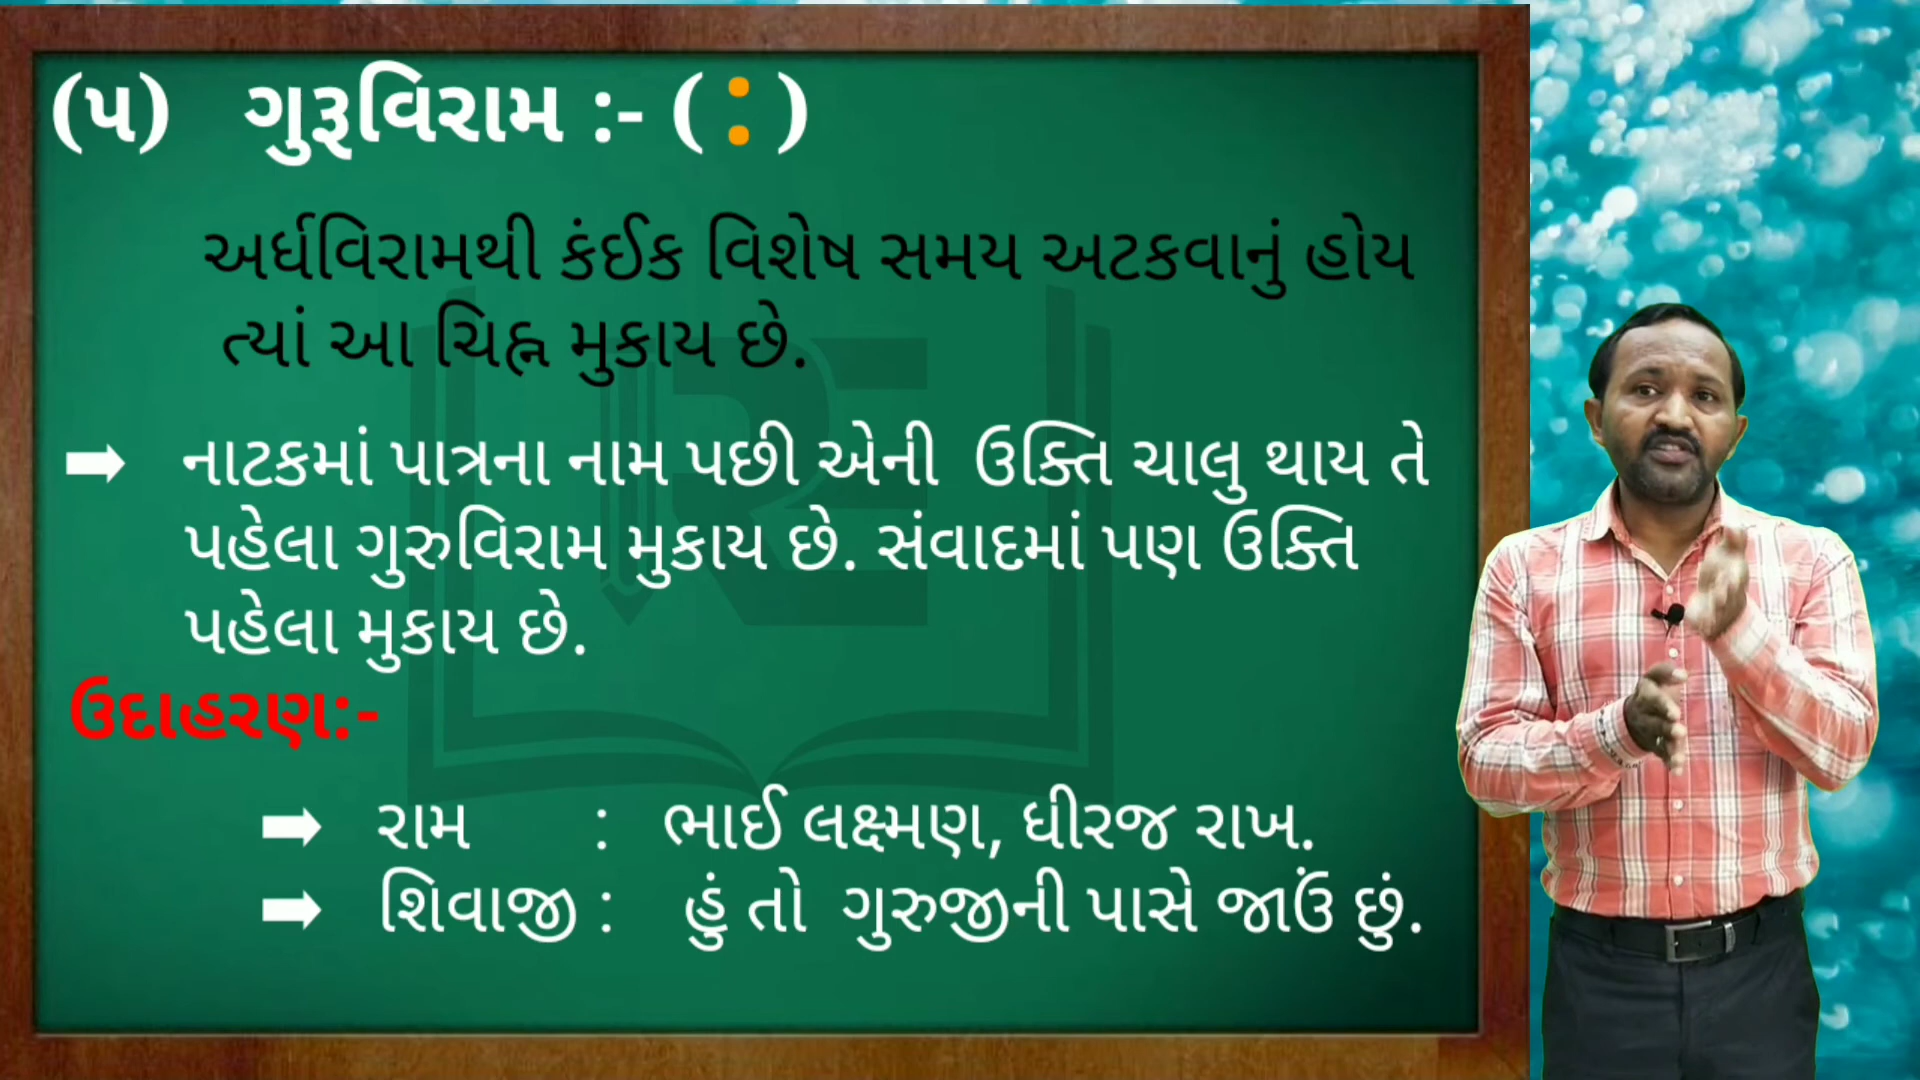 (૫) ગુરૂવિરામ :- ( : )
અર્ધવિરામથી કંઈક વિશેષ સમય અટકવાનું હોય
ત્યાં આ ચિહ્ન મુકાય છે.
➡ નાટકમાં પાત્રના નામ પછી એની ઉક્તિ ચાલુ થાય તે
પહેલા ગુરુવિરામ મુકાય છે. સંવાદમાં પણ ઉક્તિ
પહેલા મુકાય છે.
ઉદાહરણ:-
➡ રામ : ભાઈ લક્ષ્મણ, ધીરજ રાખ.
➡ શિવાજી : હું તો ગુરુજીની પાસે જાઉં છું.